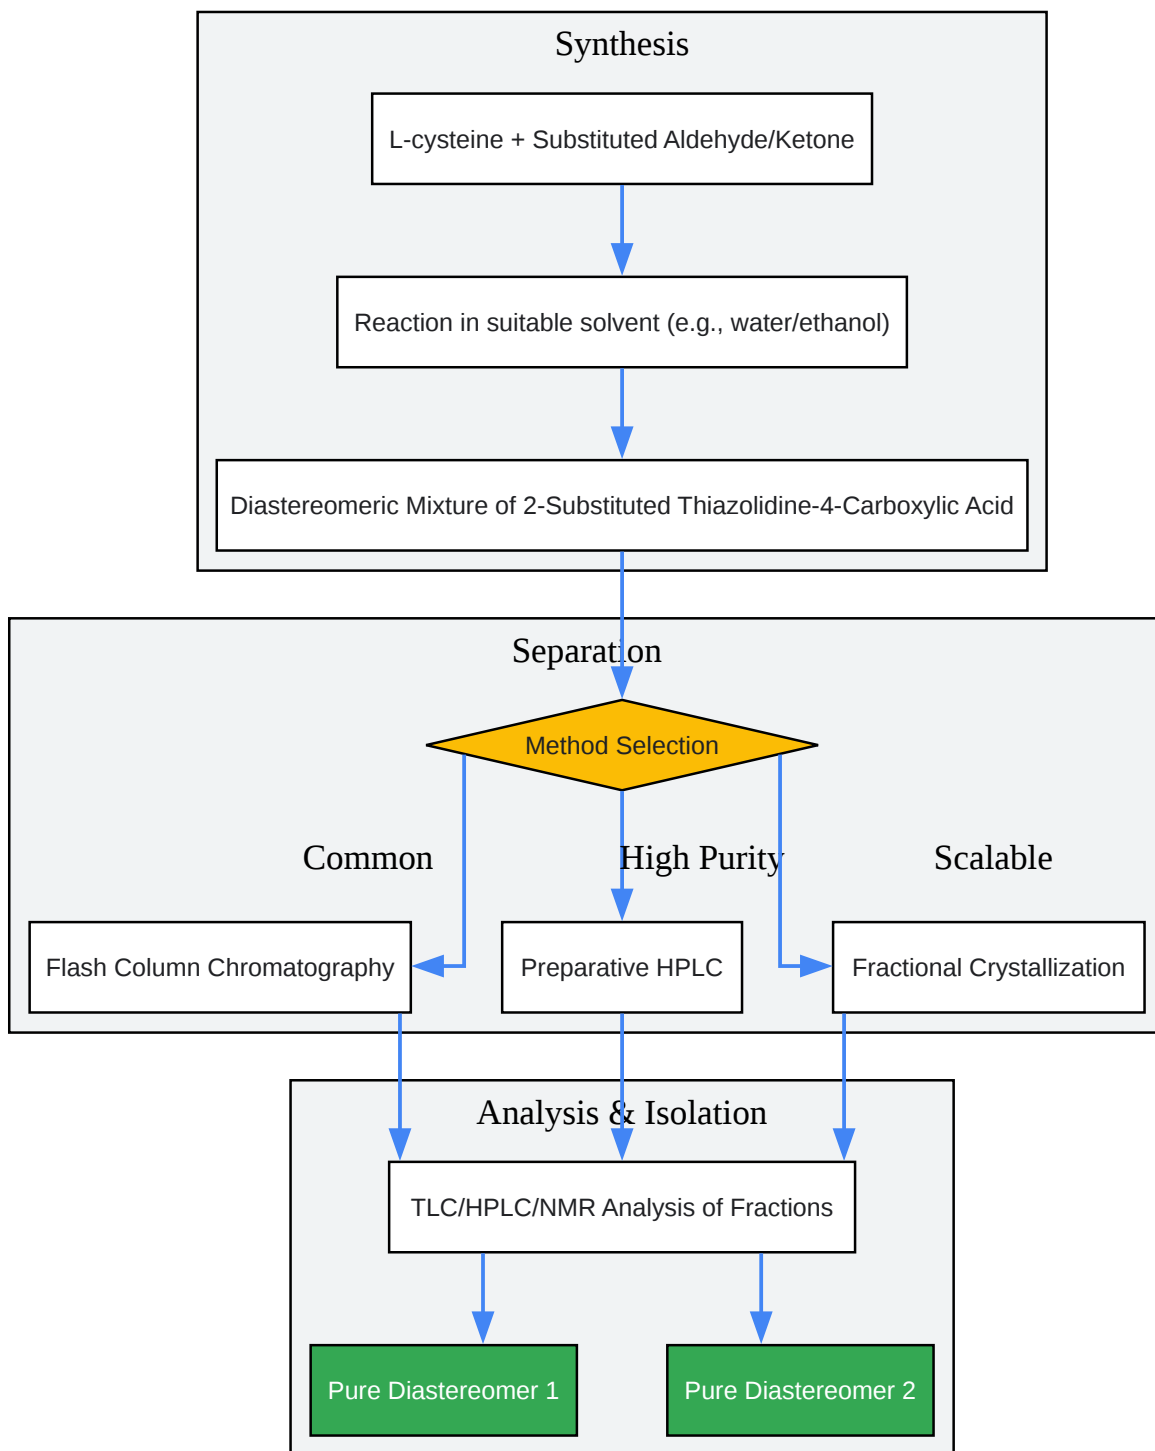 Synthesis
L-cysteine + Substituted Aldehyde/Ketone
Reaction in suitable solvent (e.g., water/ethanol)
Diastereomeric Mixture of 2-Substituted Thiazolidine-4-Carboxylic Acid
Separation
Method Selection
Common
High Purity
Scalable
Flash Column Chromatography
Preparative HPLC
Fractional Crystallization
Analysis & Isolation
TLC/HPLC/NMR Analysis of Fractions
Pure Diastereomer 1
Pure Diastereomer 2